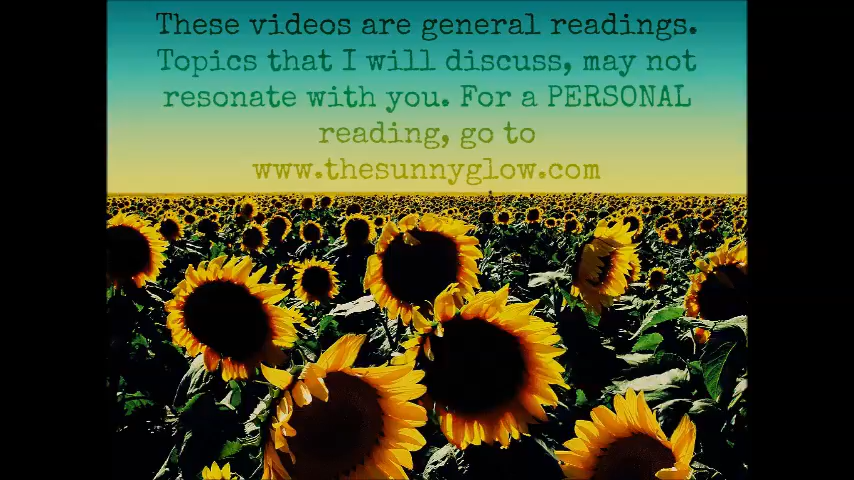 These videos are general readings.
Topics that I will discuss, may not
resonate with you. For a PERSONAL
reading, go to
www.thesunnyglow.com